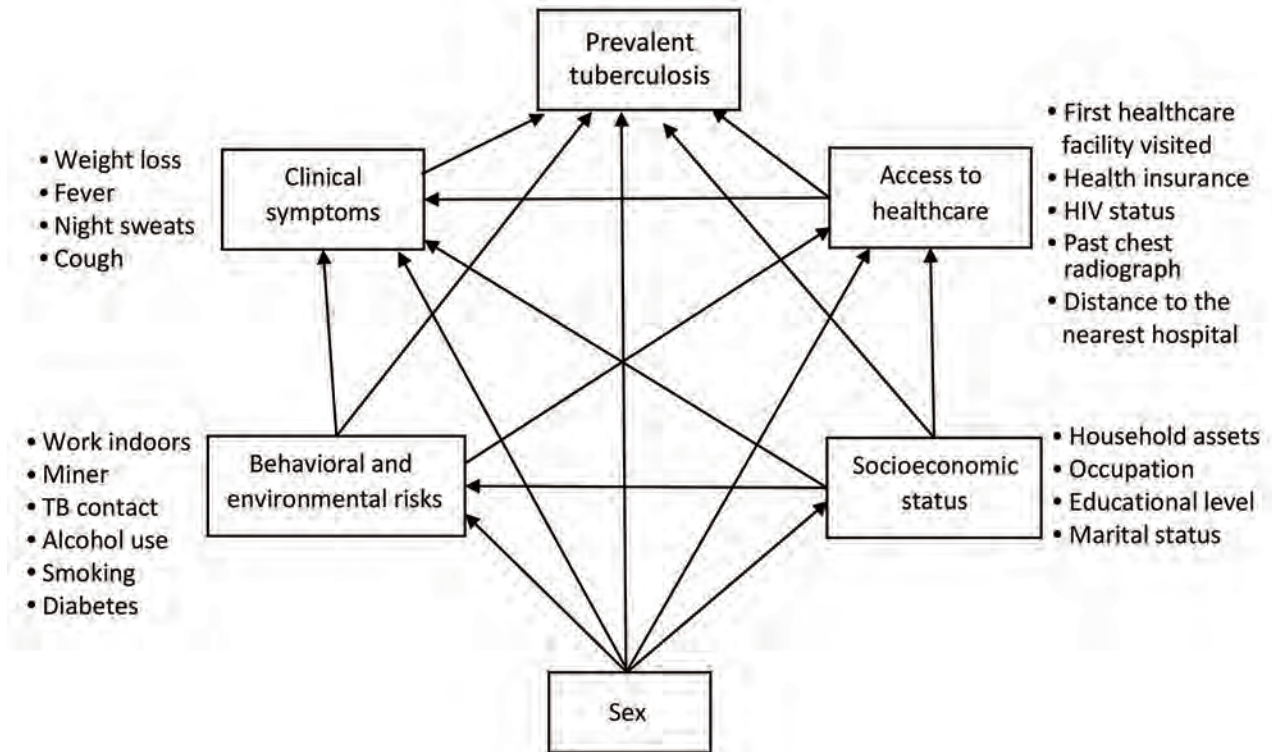 Prevalent
tuberculosis
• Weight loss
• Fever
• Night sweats
• Cough
Clinical
symptoms
Access to
healthcare
• First healthcare
facility visited
• Health insurance
• HIV status
• Past chest
radiograph
• Distance to the
nearest hospital
• Work indoors
• Miner
• TB contact
• Alcohol use
• Smoking
• Diabetes
Behavioral and
environmental risks
Socioeconomic
status
• Household assets
• Occupation
• Educational level
• Marital status
Sex